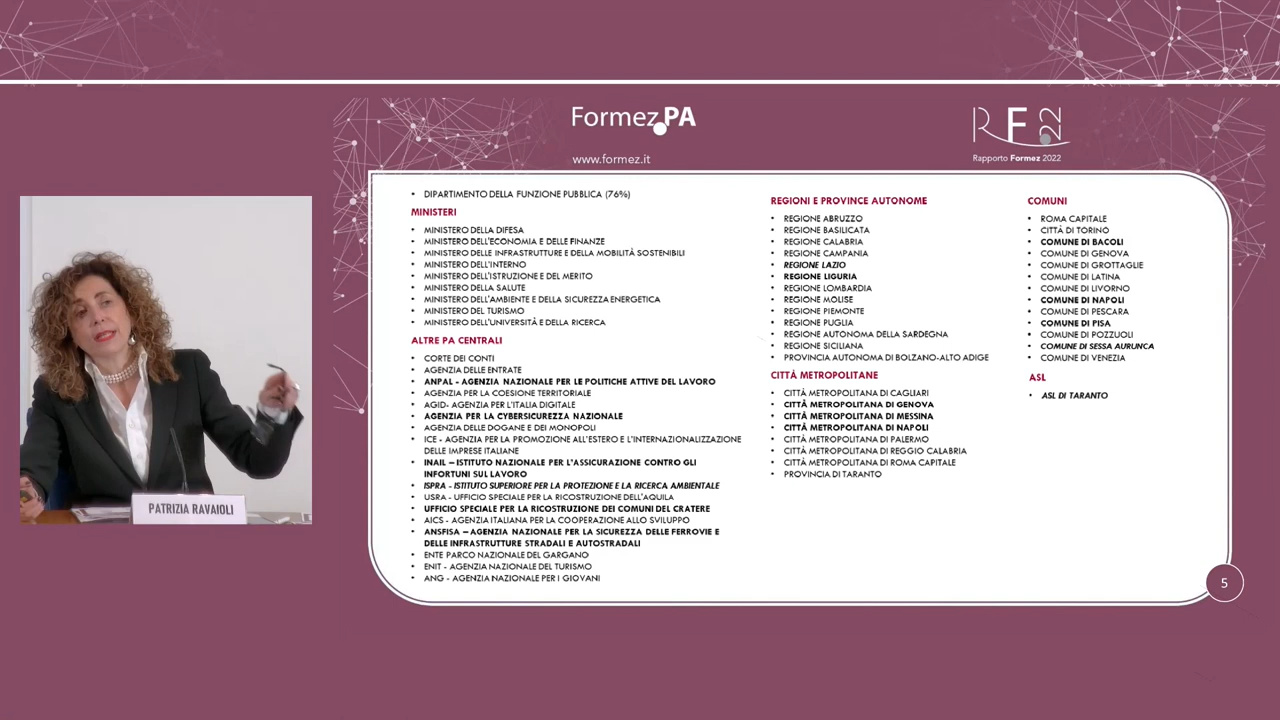 Formez PA
www.formez.it
RF22
Rapporto Formez 2022
• DIPARTIMENTO DELLA FUNZIONE PUBBLICA (76%)
MINISTERI
• MINISTERO DELLA DIFESA
• MINISTERO DELL'ECONOMIA E DELLE FINANZE
• MINISTERO DELLE INFRASTRUTTURE E DELLA MOBILITÀ SOSTENIBILI
• MINISTERO DELL'INTERNO
• MINISTERO DELL'ISTRUZIONE E DEL MERITO
• MINISTERO DELLA SALUTE
• MINISTERO DELL'AMBIENTE E DELLA SICUREZZA ENERGETICA
• MINISTERO DEL TURISMO
• MINISTERO DELL'UNIVERSITÀ E DELLA RICERCA
ALTRE PA CENTRALI
• CORTE DEI CONTI
• AGENZIA DELLE ENTRATE
• ANPAL - AGENZIA NAZIONALE PER LE POLITICHE ATTIVE DEL LAVORO
• AGENZIA PER LA COESIONE TERRITORIALE
• AGID- AGENZIA PER L'ITALIA DIGITALE
• AGENZIA PER LA CYBERSICUREZZA NAZIONALE
• AGENZIA DELLE DOGANE E DEI MONOPOLI
• ICE - AGENZIA PER LA PROMOZIONE ALL'ESTERO E L'INTERNAZIONALIZZAZIONE
DELLE IMPRESE ITALIANE
• INAIL – ISTITUTO NAZIONALE PER L'ASSICURAZIONE CONTRO GLI
INFORTUNI SUL LAVORO
• ISPRA - ISTITUTO SUPERIORE PER LA PROTEZIONE E LA RICERCA AMBIENTALE
• USRA - UFFICIO SPECIALE PER LA RICOSTRUZIONE DELL'AQUILA
• UFFICIO SPECIALE PER LA RICOSTRUZIONE DEI COMUNI DEL CRATERE
• AICS - AGENZIA ITALIANA PER LA COOPERAZIONE ALLO SVILUPPO
• ANSFISA – AGENZIA NAZIONALE PER LA SICUREZZA DELLE FERROVIE E
DELLE INFRASTRUTTURE STRADALI E AUTOSTRADALI
• ENTE PARCO NAZIONALE DEL GARGANO
• ENIT - AGENZIA NAZIONALE DEL TURISMO
• ANG - AGENZIA NAZIONALE PER I GIOVANI
REGIONI E PROVINCE AUTONOME
• REGIONE ABRUZZO
• REGIONE BASILICATA
• REGIONE CALABRIA
• REGIONE CAMPANIA
• REGIONE LAZIO
• REGIONE LIGURIA
• REGIONE LOMBARDIA
• REGIONE MOLISE
• REGIONE PIEMONTE
• REGIONE PUGLIA
• REGIONE AUTONOMA DELLA SARDEGNA
• REGIONE SICILIANA
• PROVINCIA AUTONOMA DI BOLZANO-ALTO ADIGE
CITTÀ METROPOLITANE
• CITTÀ METROPOLITANA DI CAGLIARI
• CITTÀ METROPOLITANA DI GENOVA
• CITTÀ METROPOLITANA DI MESSINA
• CITTÀ METROPOLITANA DI NAPOLI
• CITTÀ METROPOLITANA DI PALERMO
• CITTÀ METROPOLITANA DI REGGIO CALABRIA
• CITTÀ METROPOLITANA DI ROMA CAPITALE
• PROVINCIA DI TARANTO
COMUNI
• ROMA CAPITALE
• CITTÀ DI TORINO
• COMUNE DI BACOLI
• COMUNE DI GENOVA
• COMUNE DI GROTTAGLIE
• COMUNE DI LATINA
• COMUNE DI LIVORNO
• COMUNE DI NAPOLI
• COMUNE DI PESCARA
• COMUNE DI PISA
• COMUNE DI POZZUOLI
• COMUNE DI SESSA AURUNCA
• COMUNE DI VENEZIA
ASL
• ASL DI TARANTO
5
PATRIZIA RAVAIOLI